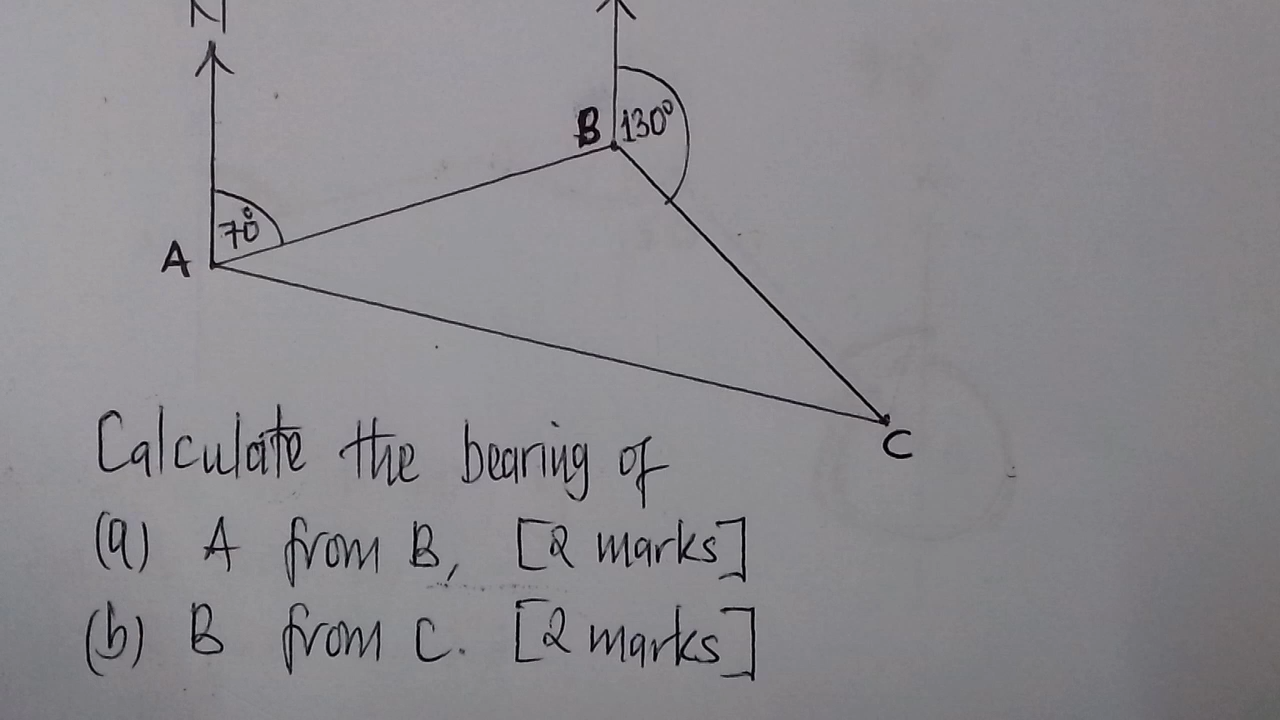 N
B 130°
70°
A
C
Calculate the bearing of
(a) A from B, [2 marks]
(b) B from C. [2 marks]